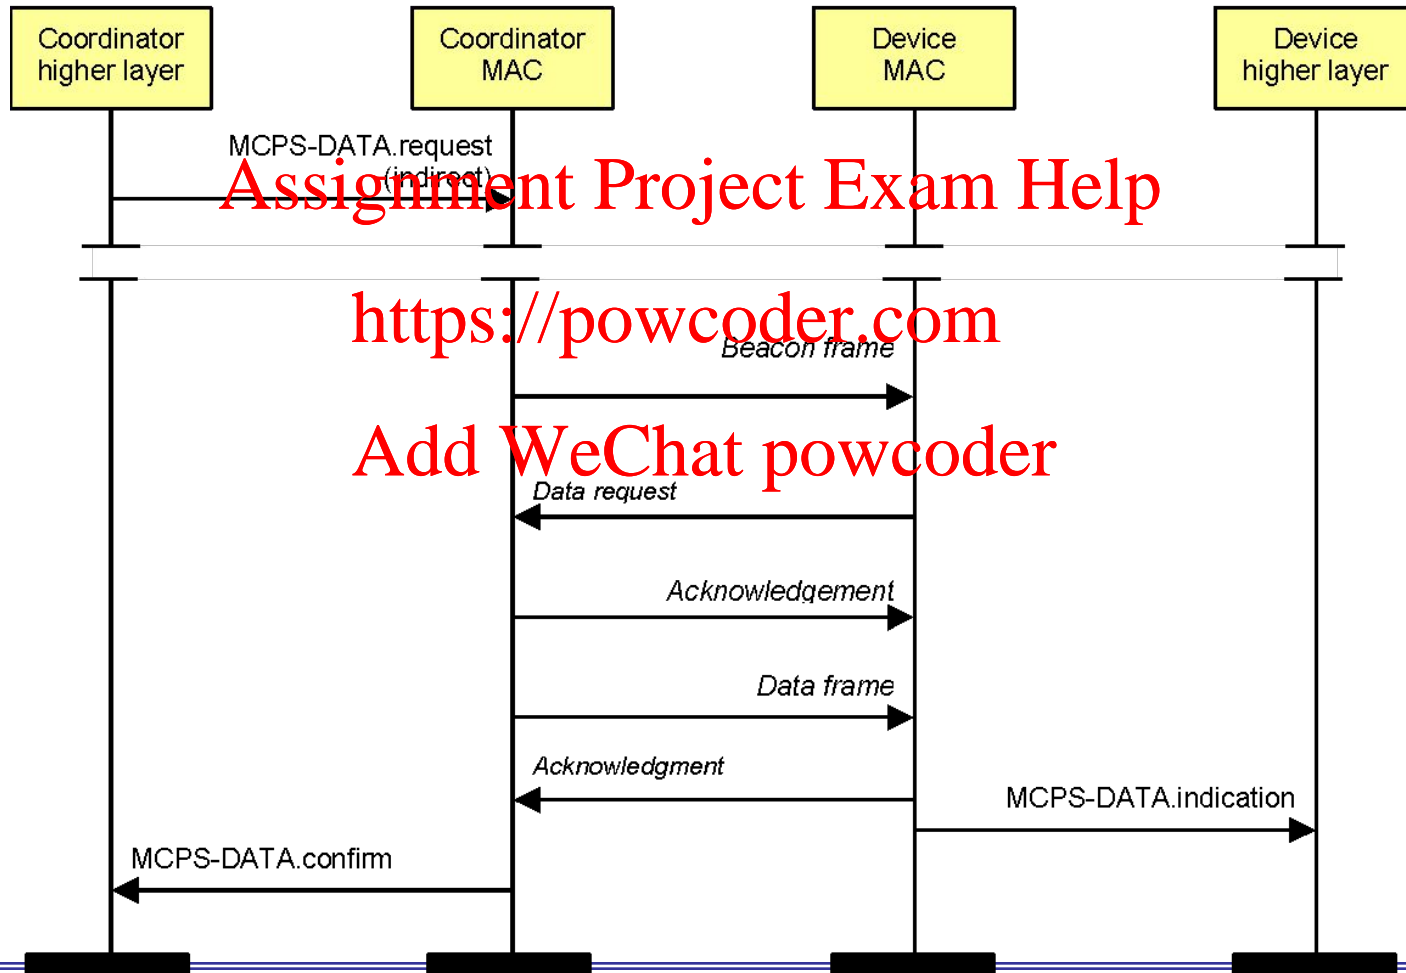 Coordinator
higher layer
Coordinator
MAC
Device
MAC
Device
higher layer
MCPS-DATA.request
(indirect)
Assignment Project Exam Help
https://powcoder.com
Beacon frame
Add WeChat powcoder
Data request
Acknowledgement
Data frame
Acknowledgment
MCPS-DATA.indication
MCPS-DATA.confirm